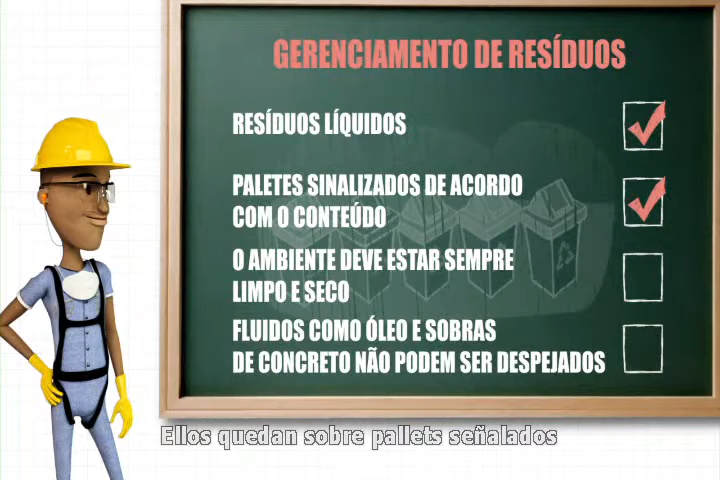 GERENCIAMENTO DE RESÍDUOS
RESÍDUOS LÍQUIDOS
PALETES SINALIZADOS DE ACORDO
COM O CONTEÚDO
O AMBIENTE DEVE ESTAR SEMPRE
LIMPO E SECO
FLUIDOS COMO ÓLEO E SOBRAS
DE CONCRETO NÃO PODEM SER DESPEJADOS
Ellos quedan sobre pallets señalados